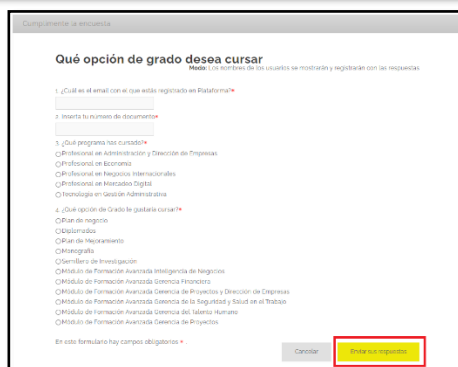 Cumplimente la encuesta
Qué opción de grado desea cursar
Modo: Los nombres de los usuarios se mostrarán y registrarán con las respuestas
1. ¿Cuál es el email con el que estás registrado en Plataforma?*
2. Inserta tu número de documento*
3. ¿Qué programa has cursado?*
Profesional en Administración y Dirección de Empresas
Profesional en Economía
Profesional en Negocios Internacionales
Profesional en Mercadeo Digital
Tecnología en Gestión Administrativa
4. ¿Qué opción de Grado le gustaría cursar?*
Plan de negocio
Diplomados
Plan de Mejoramiento
Monografía
Semillero de Investigación
Módulo de Formación Avanzada Inteligencia de Negocios
Módulo de Formación Avanzada Gerencia Financiera
Módulo de Formación Avanzada Gerencia de Proyectos y Dirección de Empresas
Módulo de Formación Avanzada Gerencia de la Seguridad y Salud en el Trabajo
Módulo de Formación Avanzada Gerencia del Talento Humano
Módulo de Formación Avanzada Gerencia de Proyectos
En este formulario hay campos obligatorios * .
Cancelar
Enviar sus respuestas